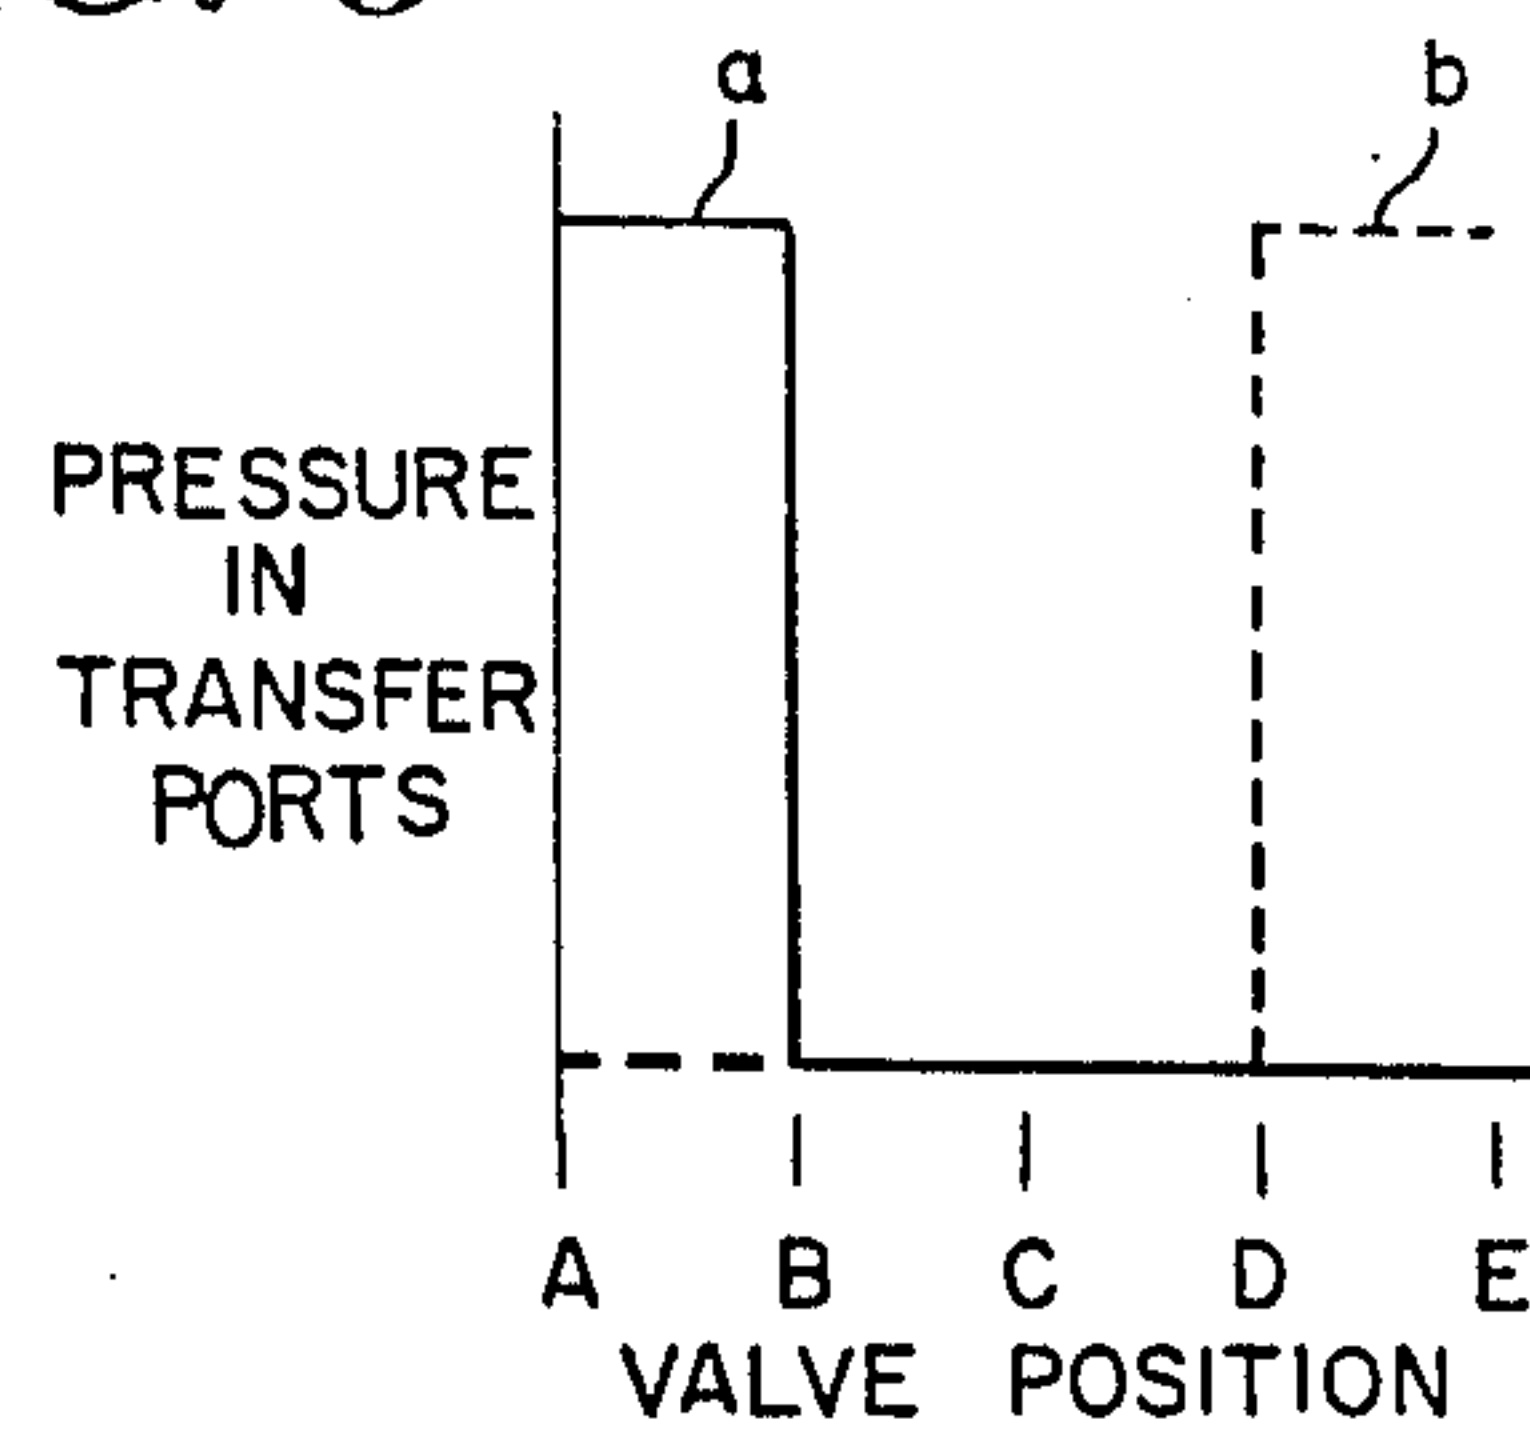 a b
PRESSURE
IN
TRANSFER
PORTS
A B C D E
VALVE POSITION